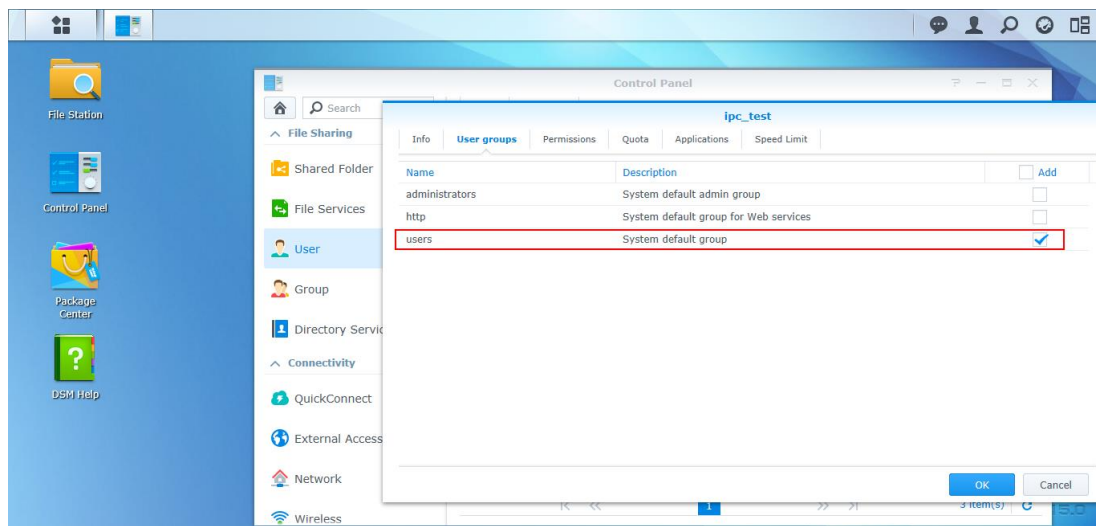 File Station
Control Panel
Package
Center
DSM Help
Control Panel
Search
File Sharing
Shared Folder
File Services
User
Group
Directory Servic
Connectivity
QuickConnect
External Access
Network
Wireless
ipc_test
Info User groups Permissions Quota Applications Speed Limit
Name Description Add
administrators System default admin group
http System default group for Web services
users System default group
OK Cancel
1 3 item(s)
5.0